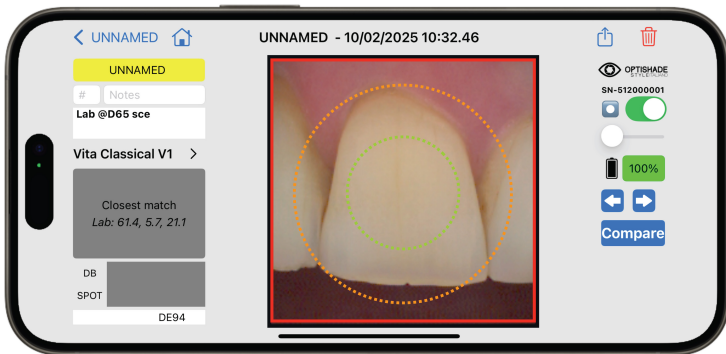 UNNAMED
UNNAMED - 10/02/2025 10:32.46
UNNAMED
# Notes
Lab @D65 sce
Vita Classical V1
Closest match
Lab: 61.4, 5.7, 21.1
DB
SPOT
DE94
OPTISHADE
STYLEITALIANO
SN-512000001
100%
Compare